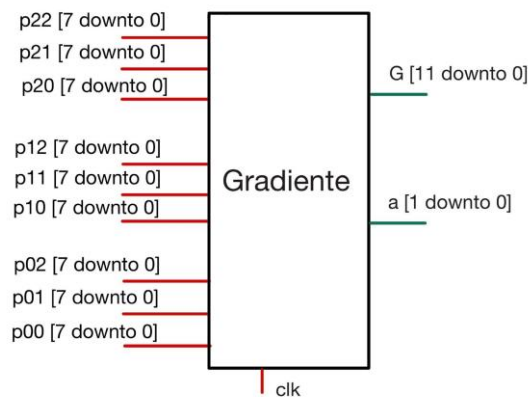 p22 [7 downto 0]
p21 [7 downto 0]
p20 [7 downto 0]
p12 [7 downto 0]
p11 [7 downto 0]
p10 [7 downto 0]
p02 [7 downto 0]
p01 [7 downto 0]
p00 [7 downto 0]
Gradiente
G [11 downto 0]
a [1 downto 0]
clk